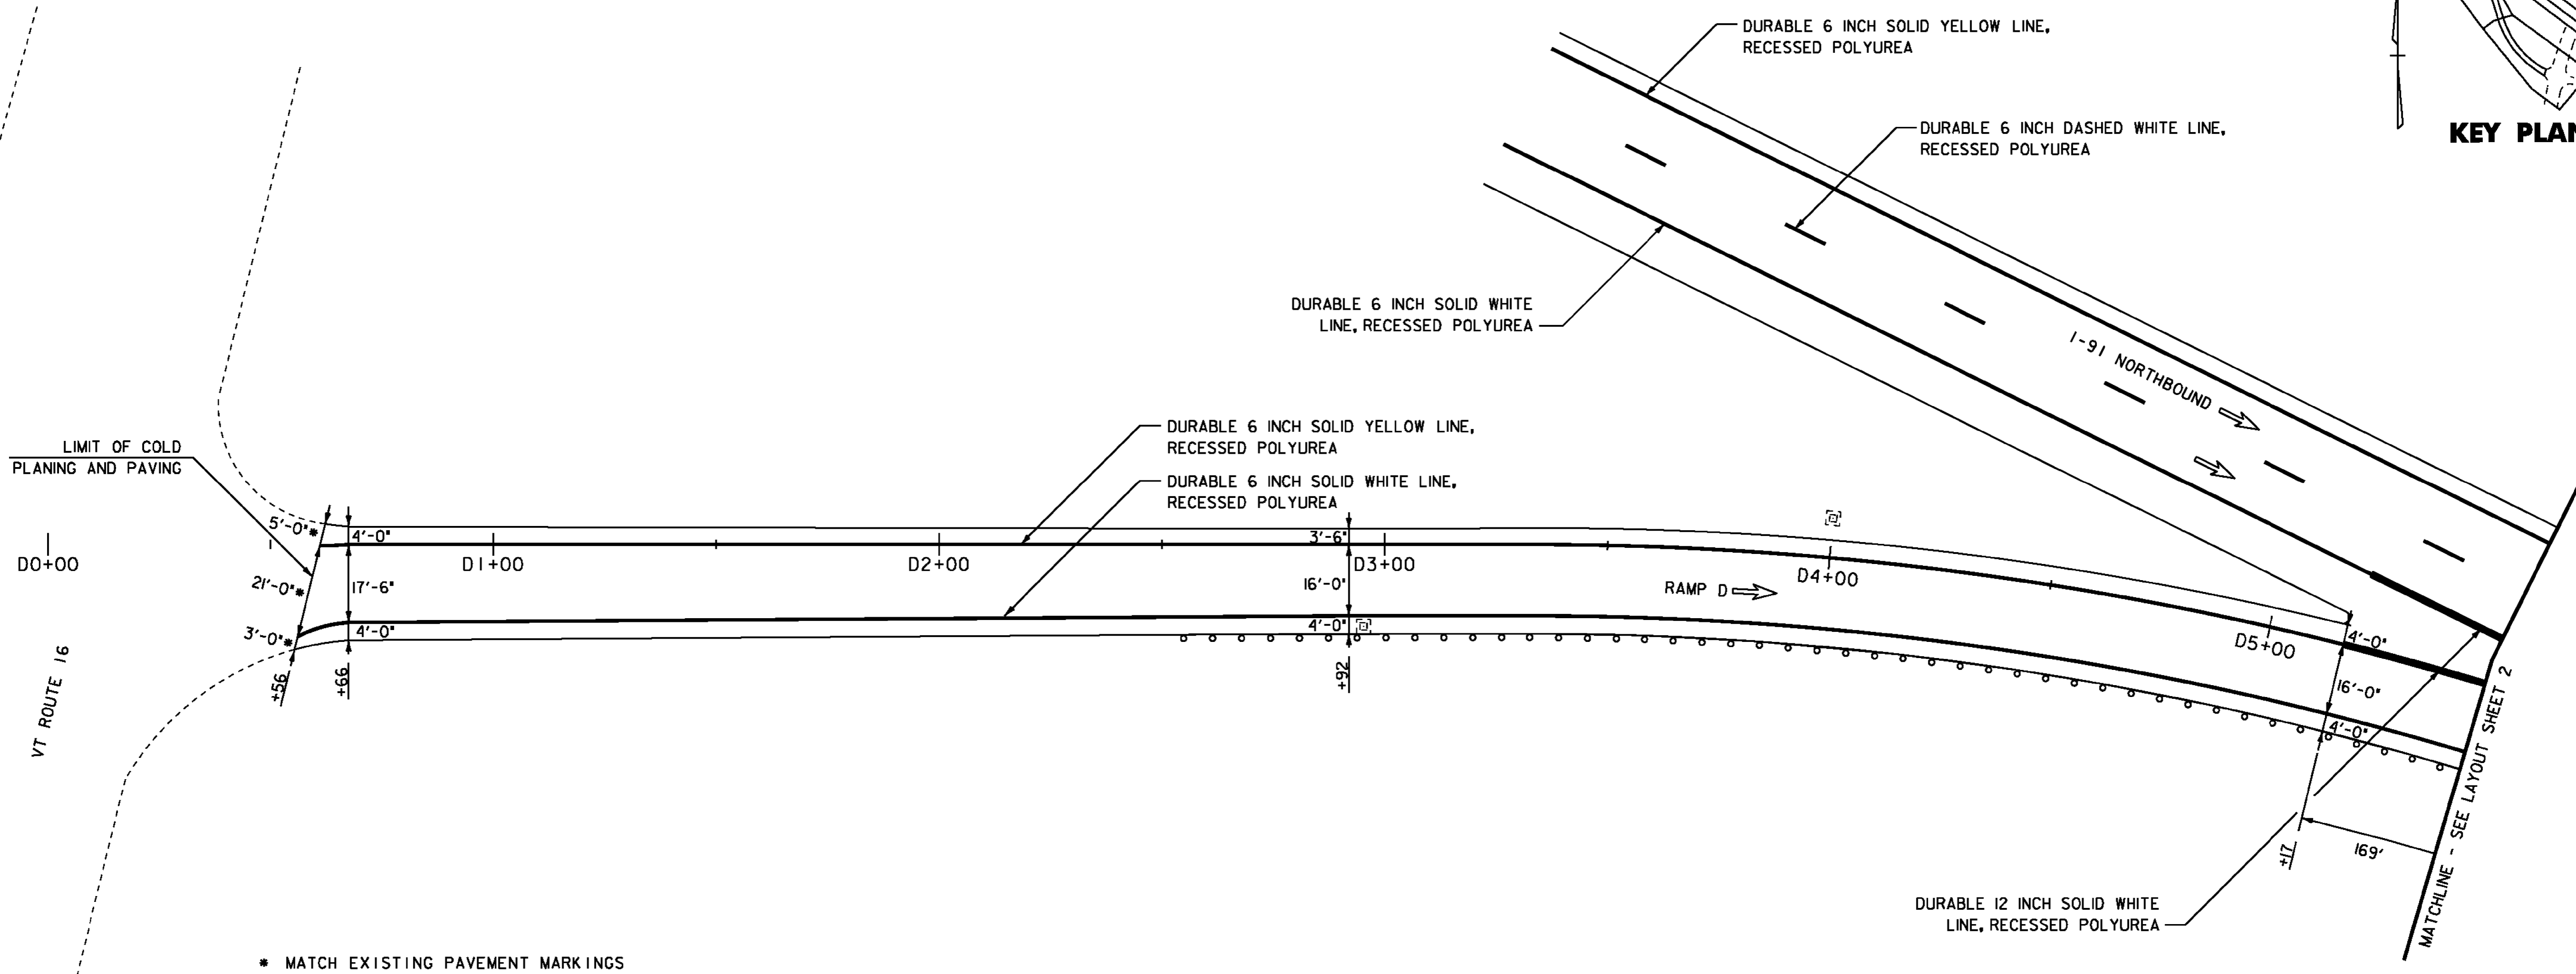 DURABLE 6 INCH SOLID YELLOW LINE,
RECESSED POLYUREA
DURABLE 6 INCH DASHED WHITE LINE,
RECESSED POLYUREA
KEY PLAN
DURABLE 6 INCH SOLID WHITE
LINE, RECESSED POLYUREA
I-91 NORTHBOUND
DURABLE 6 INCH SOLID YELLOW LINE,
RECESSED POLYUREA
DURABLE 6 INCH SOLID WHITE LINE,
RECESSED POLYUREA
LIMIT OF COLD
PLANING AND PAVING
5'-0"*
4'-0"
3'-6"
D0+00
D1+00
D2+00
D3+00
D4+00
D5+00
21'-0"*
17'-6"
16'-0"
RAMP D
3'-0"*
4'-0"
4'-0"
4'-0"
16'-0"
4'-0"
+56
+66
+92
+17
169'
VT ROUTE 16
MATCHLINE - SEE LAYOUT SHEET 2
DURABLE 12 INCH SOLID WHITE
LINE, RECESSED POLYUREA
* MATCH EXISTING PAVEMENT MARKINGS